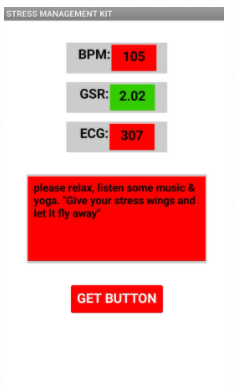 STRESS MANAGEMENT KIT
BPM: 105
GSR: 2.02
ECG: 307
please relax, listen some music &
yoga. "Give your stress wings and
let it fly away"
GET BUTTON